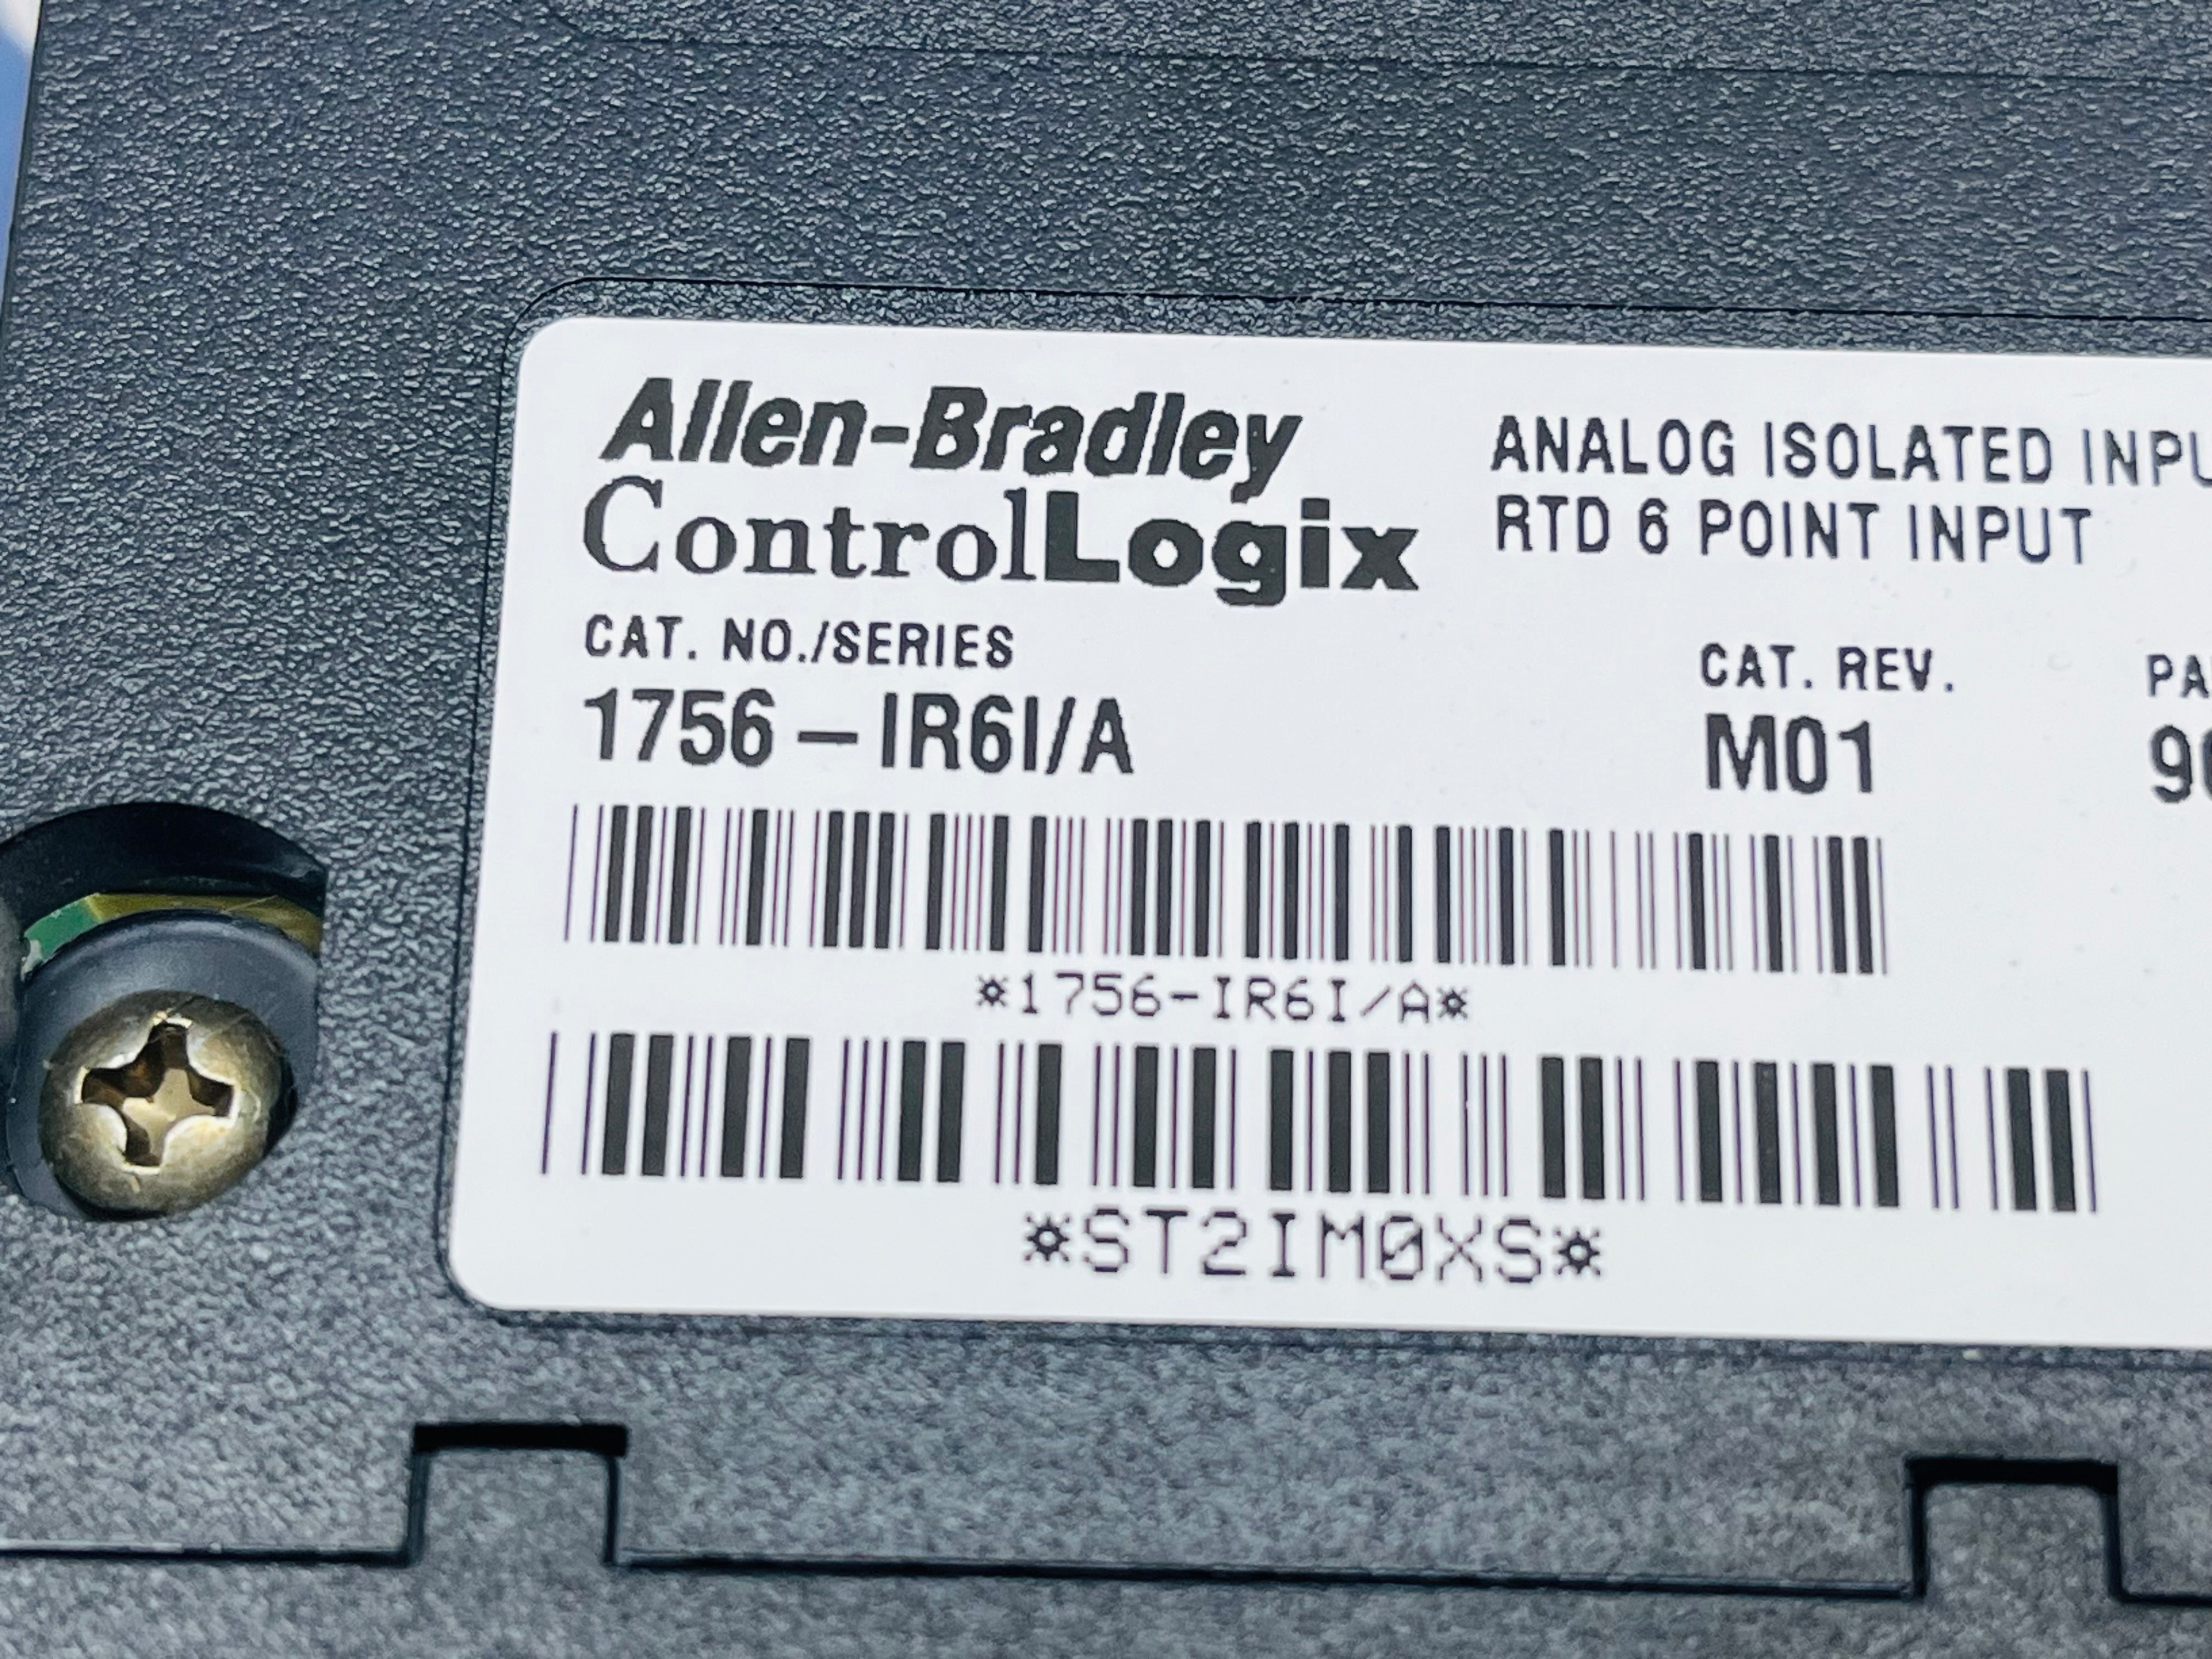 Allen-Bradley
ControlLogix
ANALOG ISOLATED
RTD 6 POINT INPUT
CAT. NO./SERIES
1756-IR6I/A
CAT. REV.
M01
*1756-IR6I/A*
*ST2IM0XS*